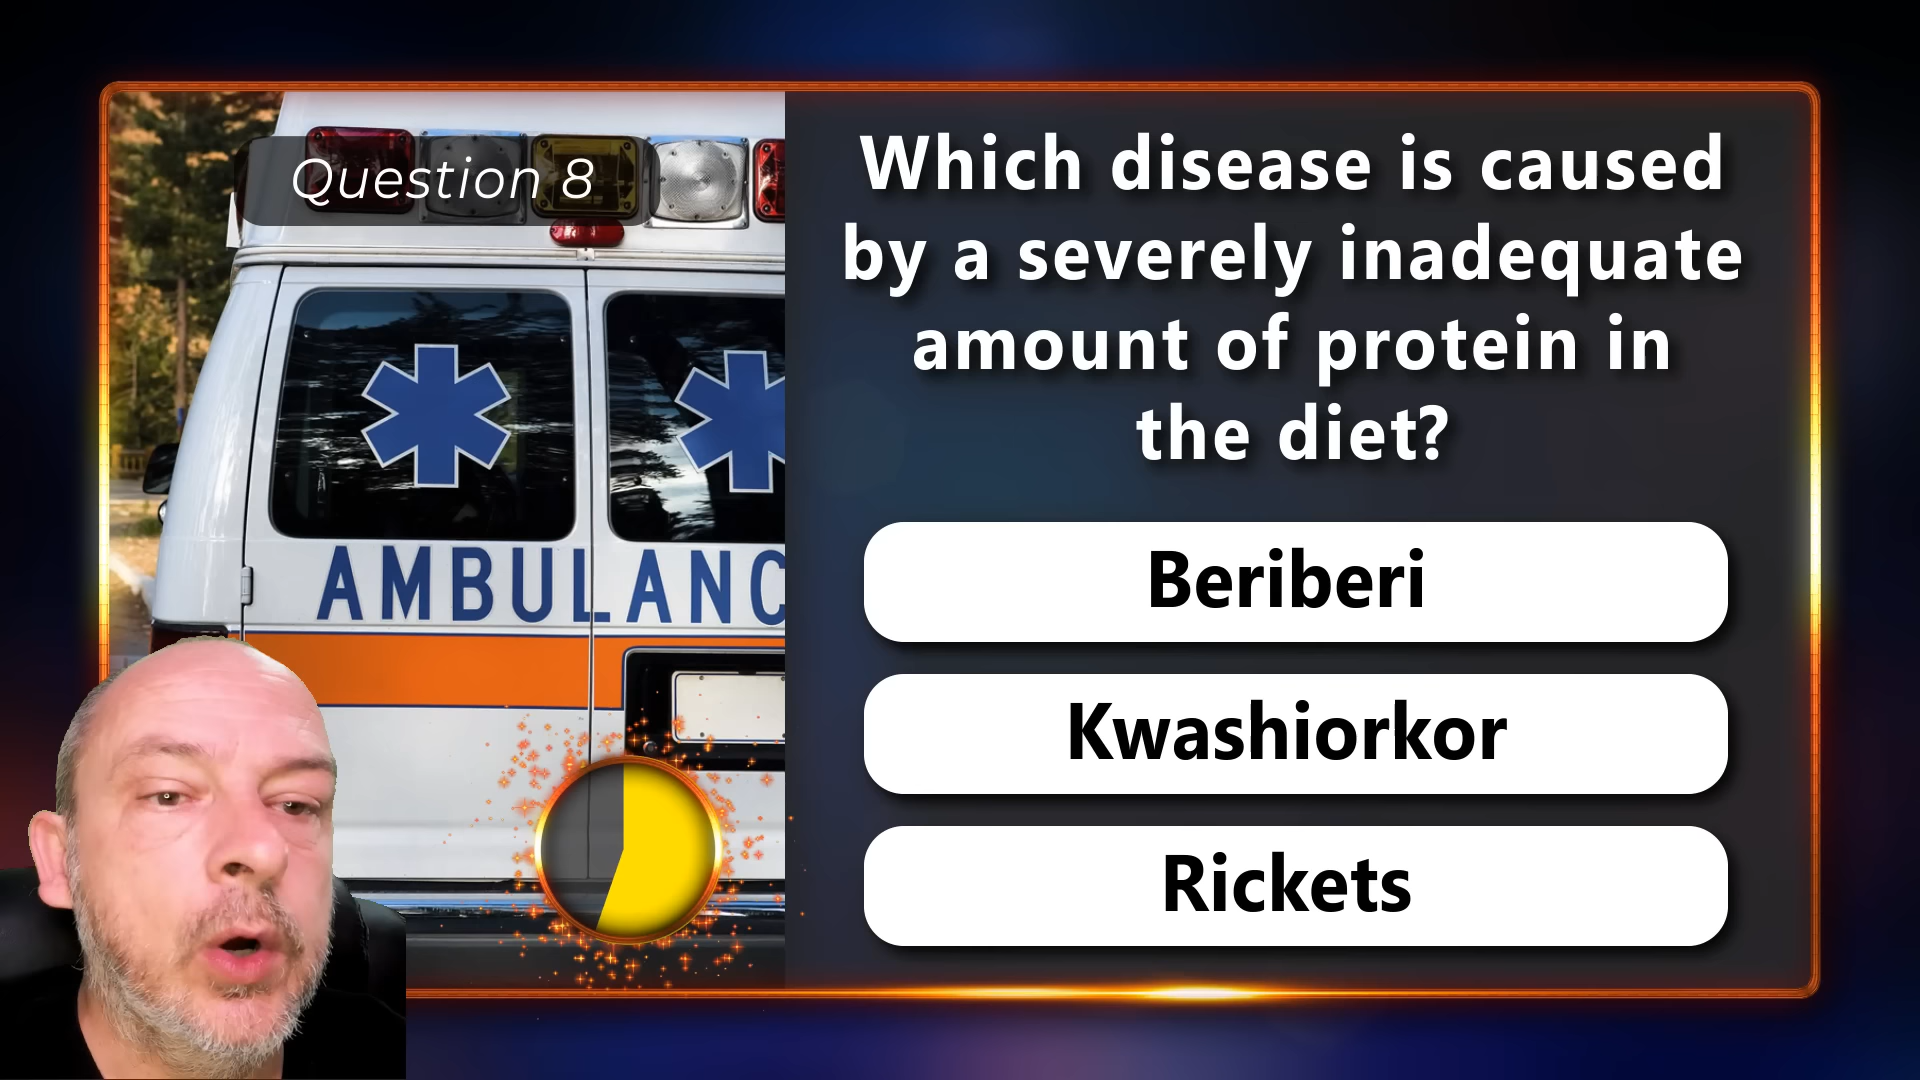 Question 8
Which disease is caused
by a severely inadequate
amount of protein in
the diet?
AMBULANC
Beriberi
Kwashiorkor
Rickets